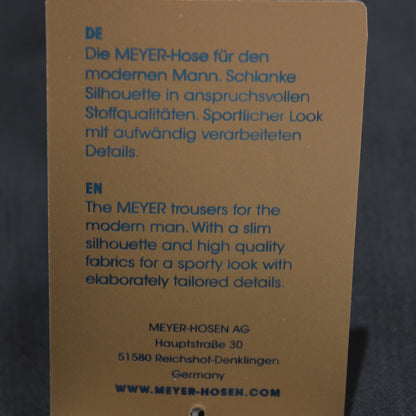 DE
Die MEYER-Hose für den
modernen Mann. Schlanke
Silhouette in anspruchsvollen
Stoffqualitäten. Sportlicher Look
mit aufwändig verarbeiteten
Details.
EN
The MEYER trousers for the
modern man. With a slim
silhouette and high quality
fabrics for a sporty look with
elaborately tailored details.
MEYER-HOSEN AG
Hauptstraße 30
51580 Reichshof-Denklingen
Germany
WWW.MEYER-HOSEN.COM